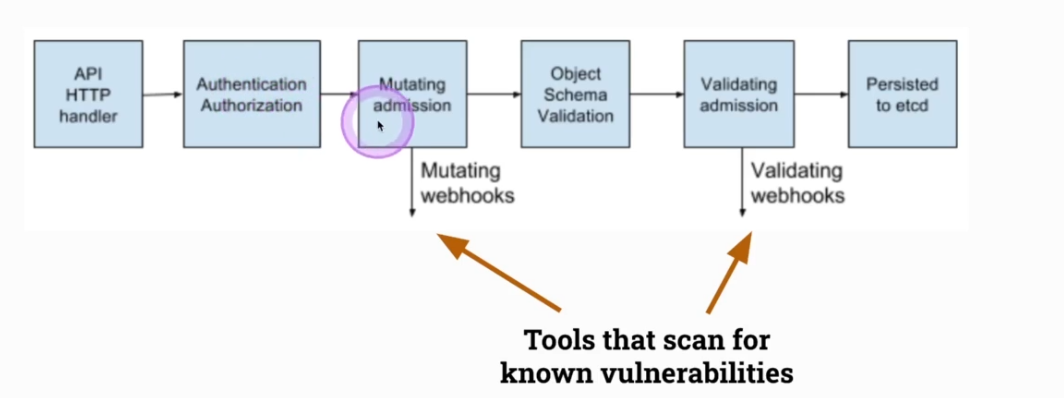 API
HTTP
handler
Authentication
Authorization
Mutating
admission
Object
Schema
Validation
Validating
admission
Persisted
to etcd
Mutating
webhooks
Validating
webhooks
Tools that scan for
known vulnerabilities